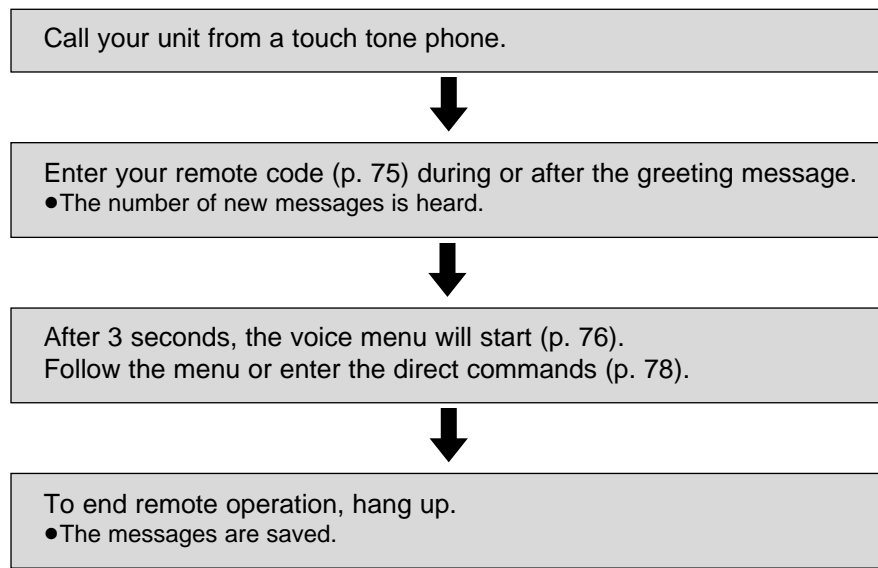 Call your unit from a touch tone phone.
Enter your remote code (p. 75) during or after the greeting message.
●The number of new messages is heard.
After 3 seconds, the voice menu will start (p. 76).
Follow the menu or enter the direct commands (p. 78).
To end remote operation, hang up.
●The messages are saved.